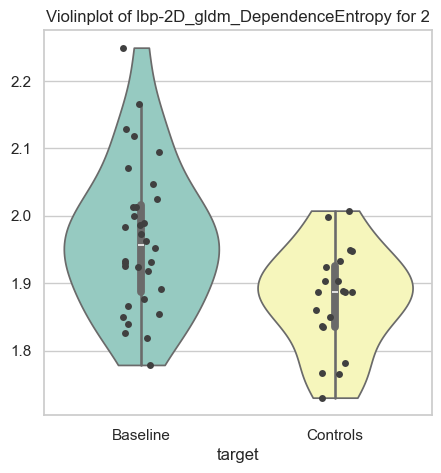 Violinplot of lbp-2D_gldm_DependenceEntropy for 2
2.2
2.1
2.0
1.9
1.8
Baseline Controls
target